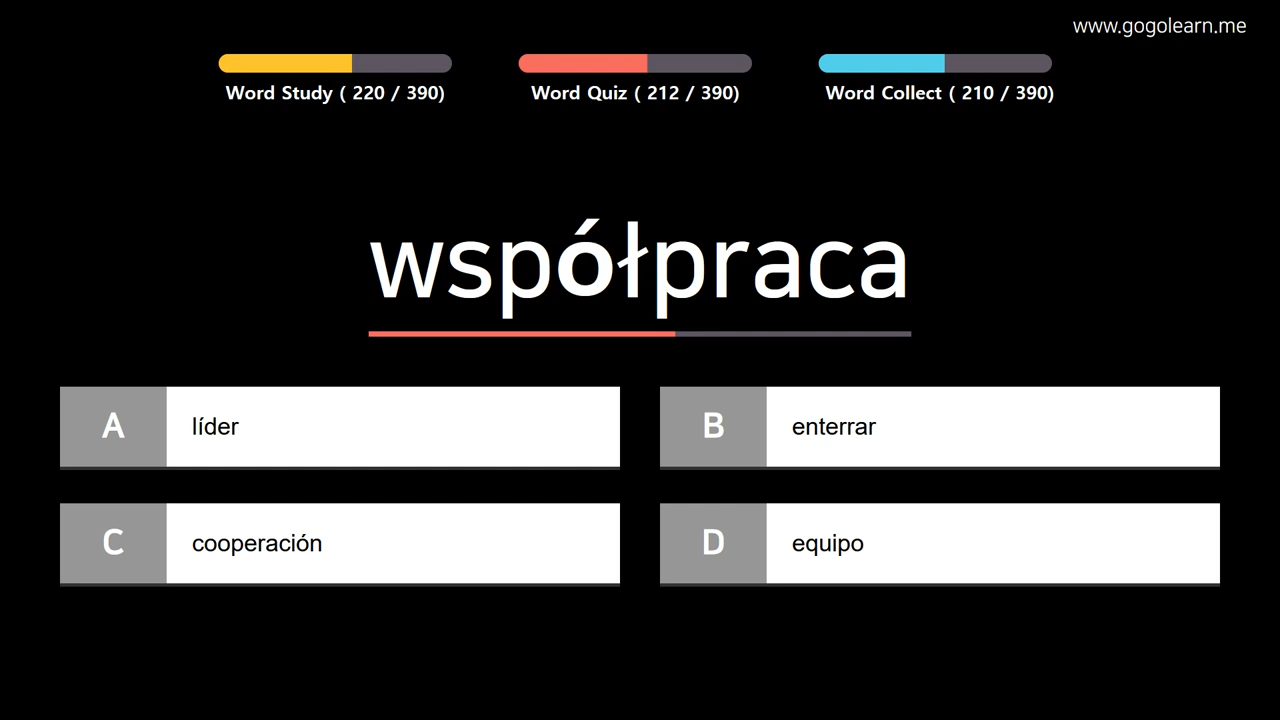 www.gogolearn.me
Word Study ( 220 / 390)
Word Quiz ( 212 / 390)
Word Collect ( 210 / 390)
współpraca
A líder
B enterrar
C cooperación
D equipo